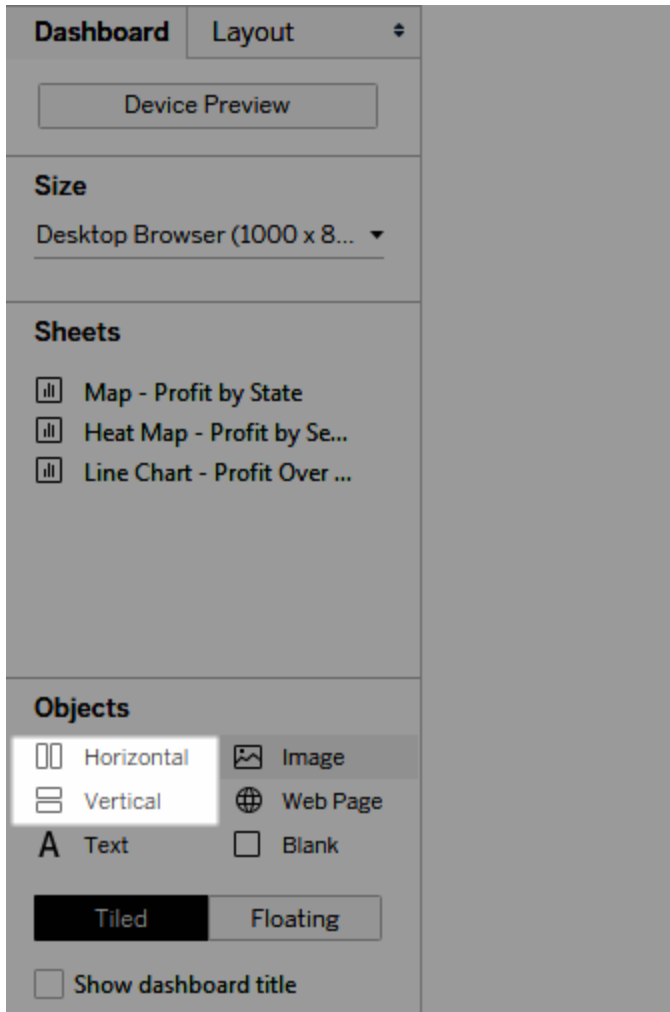 Dashboard Layout
Device Preview
Size
Desktop Browser (1000 x 8...
Sheets
Map - Profit by State
Heat Map - Profit by Se...
Line Chart - Profit Over ...
Objects
Horizontal Image
Vertical Web Page
A Text Blank
Tiled Floating
Show dashboard title